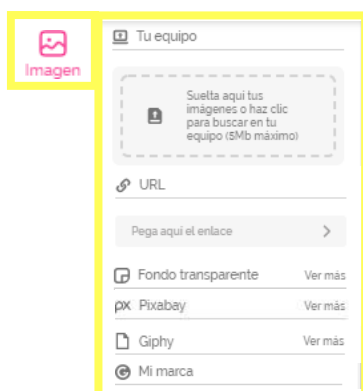 Imagen
Tu equipo
Suelta aquí tus
imágenes o haz clic
para buscar en tu
equipo (5Mb máximo)
URL
Pega aquí el enlace
Fondo transparente Ver más
px Pixabay Ver más
Giphy Ver más
Mi marca